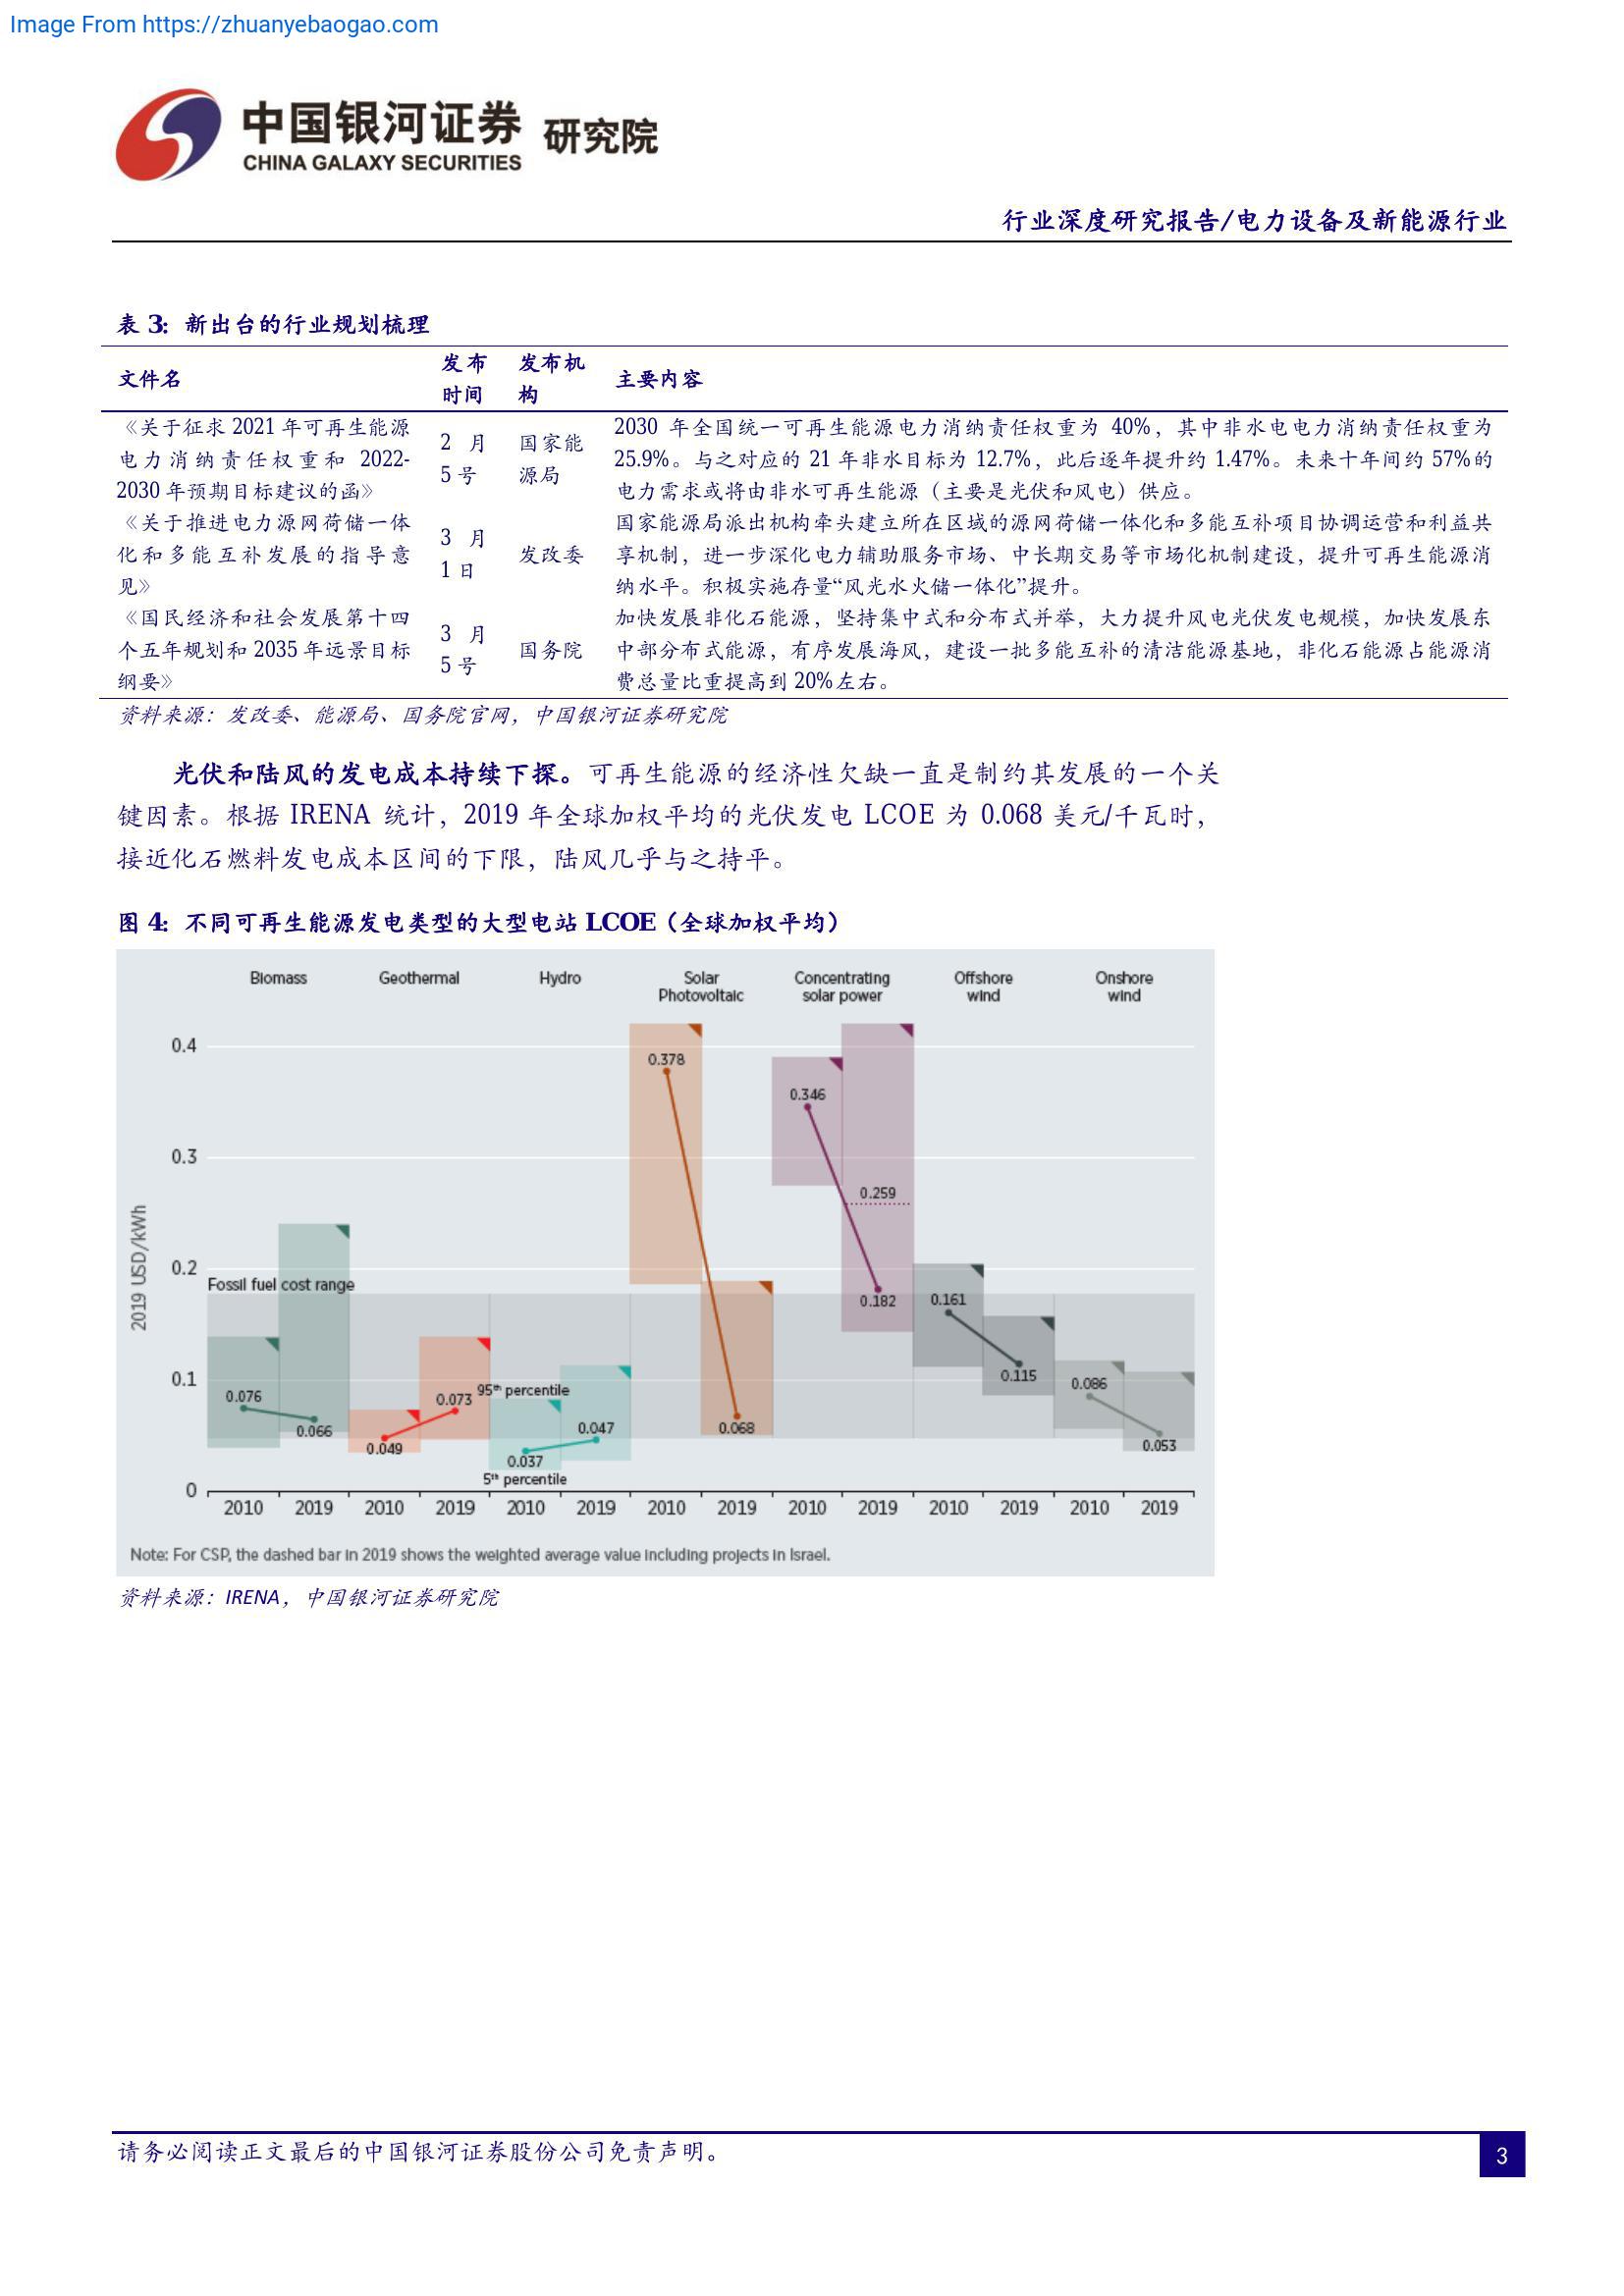 Image From https://zhuanyebaogao.com
中国银河证券 研究院
CHINA GALAXY SECURITIES
行业深度研究报告/电力设备及新能源行业
表 3: 新出台的行业规划梳理
文件名
发布
时间
发布机
构
主要内容
《关于征求 2021 年可再生能源
电力消纳责任权重和 2022-
2030 年预期目标建议的函》
2 月
5 号
国家能
源局
2030 年全国统一可再生能源电力消纳责任权重为 40%，其中非水电电力消纳责任权重为
25.9%。与之对应的 21 年非水目标为 12.7%，此后逐年提升约 1.47%。未来十年间约 57%的
电力需求或将由非水可再生能源（主要是光伏和风电）供应。
《关于推进电力源网荷储一体
化和多能互补发展的指导意
见》
3 月
1 日
发改委
国家能源局派出机构牵头建立所在区域的源网荷储一体化和多能互补项目协调运营和利益共
享机制，进一步深化电力辅助服务市场、中长期交易等市场化机制建设，提升可再生能源消
纳水平。积极实施存量“风光水火储一体化”提升。
《国民经济和社会发展第十四
个五年规划和 2035 年远景目标
纲要》
3 月
5 号
国务院
加快发展非化石能源，坚持集中式和分布式并举，大力提升风电光伏发电规模，加快发展东
中部分布式能源，有序发展海风，建设一批多能互补的清洁能源基地，非化石能源占能源消
费总量比重提高到 20%左右。
资料来源：发改委、能源局、国务院官网，中国银河证券研究院
光伏和陆风的发电成本持续下探。可再生能源的经济性欠缺一直是制约其发展的一个关
键因素。根据 IRENA 统计，2019 年全球加权平均的光伏发电 LCOE 为 0.068 美元/千瓦时，
接近化石燃料发电成本区间的下限，陆风几乎与之持平。
图 4: 不同可再生能源发电类型的大型电站 LCOE（全球加权平均）
Biomass Geothermal Hydro Solar Photovoltaic Concentrating solar power Offshore wind Onshore wind
2019 USD/kWh
0.4
0.3
0.2
0.1
0
Fossil fuel cost range
0.076
0.066
0.049
0.073
95th percentile
0.037
0.047
5th percentile
0.378
0.068
0.346
0.259
0.182
0.161
0.115
0.086
0.053
2010 2019 2010 2019 2010 2019 2010 2019 2010 2019 2010 2019 2010 2019
Note: For CSP, the dashed bar in 2019 shows the weighted average value including projects in Israel.
资料来源：IRENA，中国银河证券研究院
请务必阅读正文最后的中国银河证券股份公司免责声明。
3